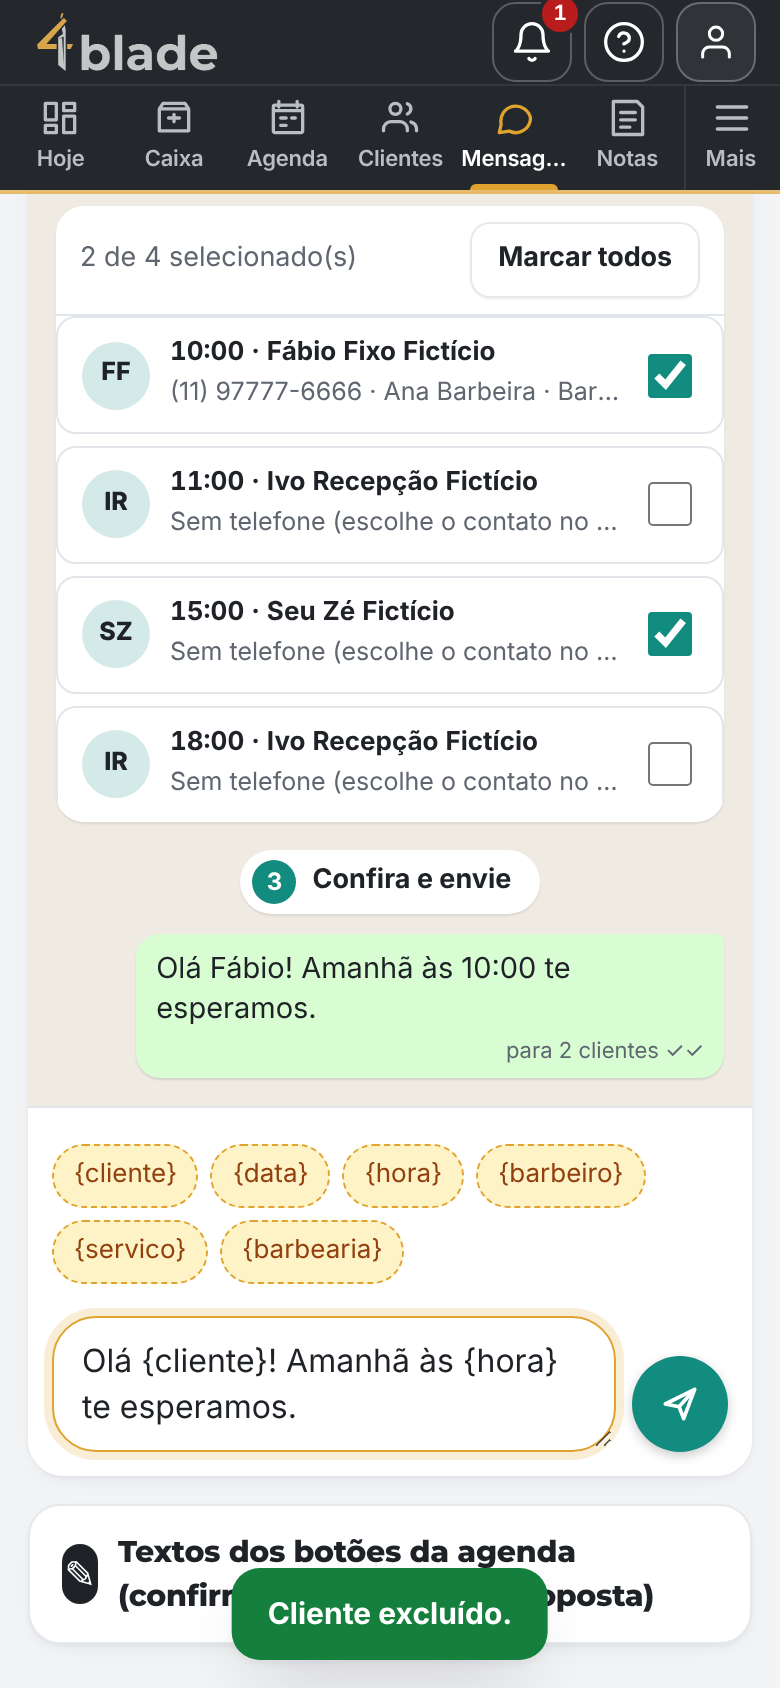 4blade
1
Hoje
Caixa
Agenda
Clientes
Mensag...
Notas
Mais
2 de 4 selecionado(s)
Marcar todos
FF
10:00 · Fábio Fixo Fictício
(11) 97777-6666 · Ana Barbeira · Bar...
IR
11:00 · Ivo Recepção Fictício
Sem telefone (escolhe o contato no ...
SZ
15:00 · Seu Zé Fictício
Sem telefone (escolhe o contato no ...
IR
18:00 · Ivo Recepção Fictício
Sem telefone (escolhe o contato no ...
3 Confira e envie
Olá Fábio! Amanhã às 10:00 te
esperamos.
para 2 clientes ✓✓
{cliente} {data} {hora} {barbeiro}
{servico} {barbearia}
Olá {cliente}! Amanhã às {hora}
te esperamos.
Textos dos botões da agenda
Cliente excluído.